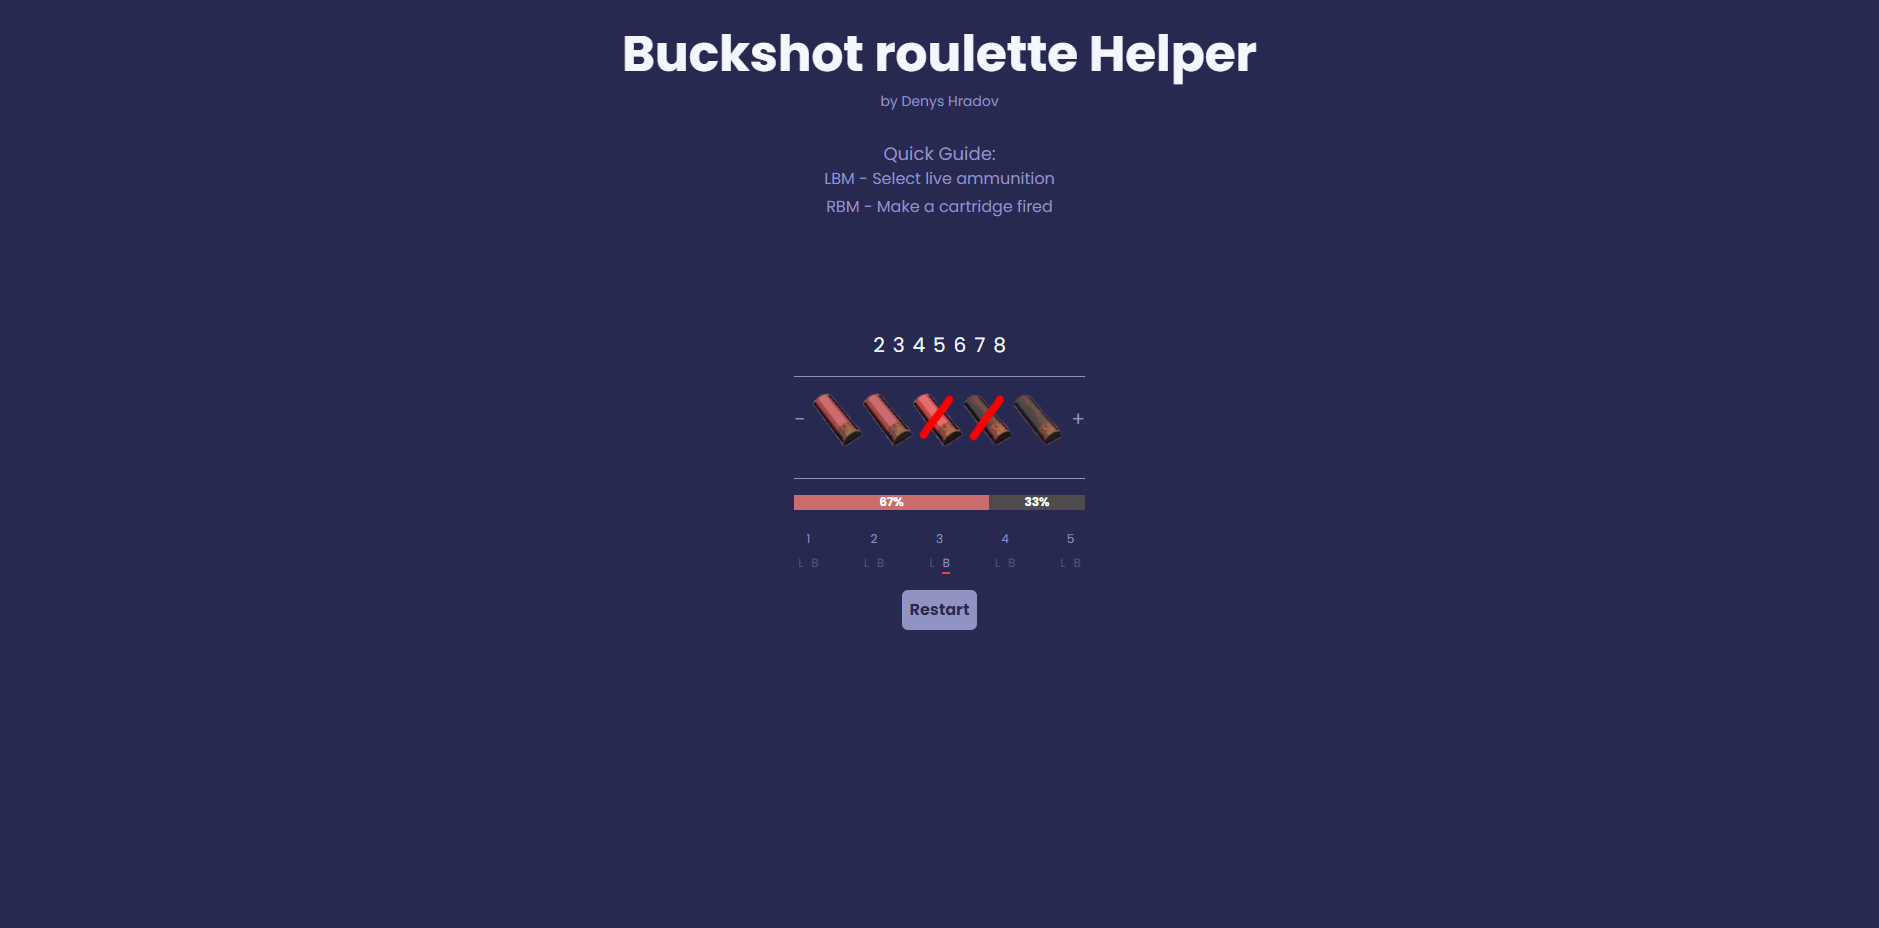 Buckshot roulette Helper
by Denys Hradov
Quick Guide:
LBM - Select live ammunition
RBM - Make a cartridge fired
2 3 4 5 6 7 8
- +
67% 33%
1 2 3 4 5
L B L B L B L B L B
Restart